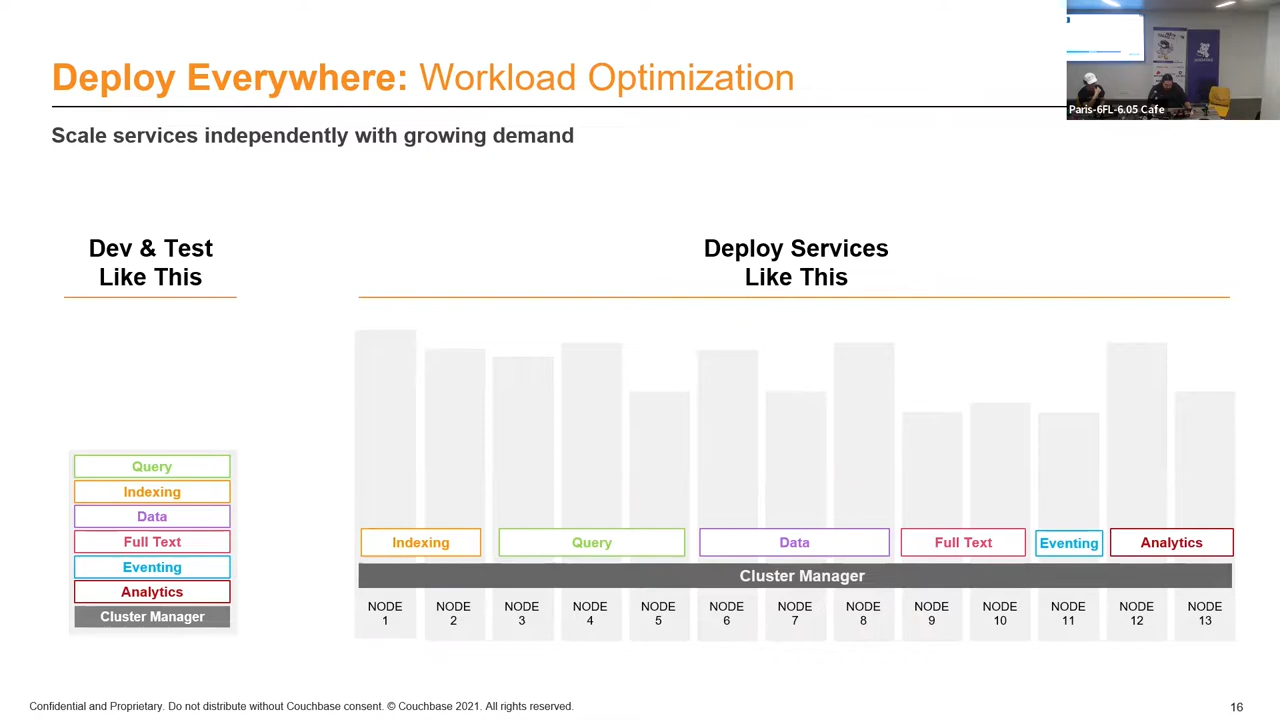 Deploy Everywhere: Workload Optimization
Paris-6FL-6.05 Cafe
Scale services independently with growing demand
Dev & Test
Like This
Query
Indexing
Data
Full Text
Eventing
Analytics
Cluster Manager
Deploy Services
Like This
Indexing
Query
Data
Full Text
Eventing
Analytics
Cluster Manager
NODE
1
NODE
2
NODE
3
NODE
4
NODE
5
NODE
6
NODE
7
NODE
8
NODE
9
NODE
10
NODE
11
NODE
12
NODE
13
Confidential and Proprietary. Do not distribute without Couchbase consent. © Couchbase 2021. All rights reserved.
16